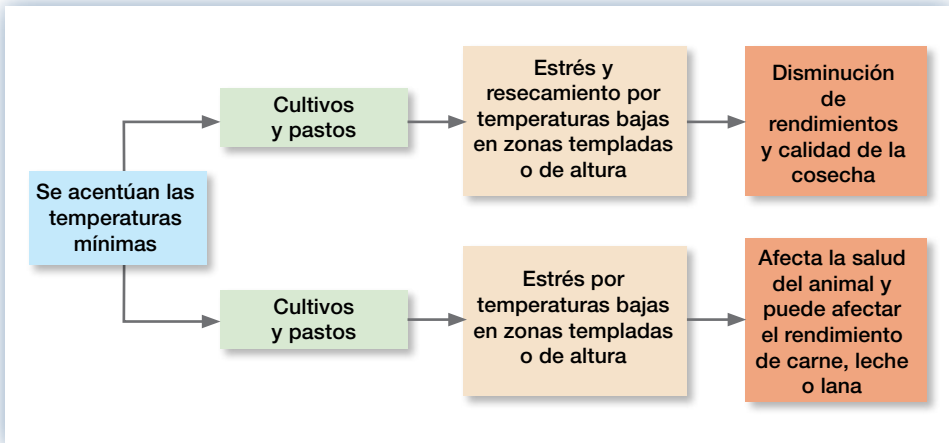 Se acentúan las
temperaturas
mínimas
Cultivos
y pastos
Estrés y
resecamiento por
temperaturas bajas
en zonas templadas
o de altura
Disminución
de
rendimientos
y calidad de la
cosecha
Cultivos
y pastos
Estrés por
temperaturas bajas
en zonas templadas
o de altura
Afecta la salud
del animal y
puede afectar
el rendimiento
de carne, leche
o lana